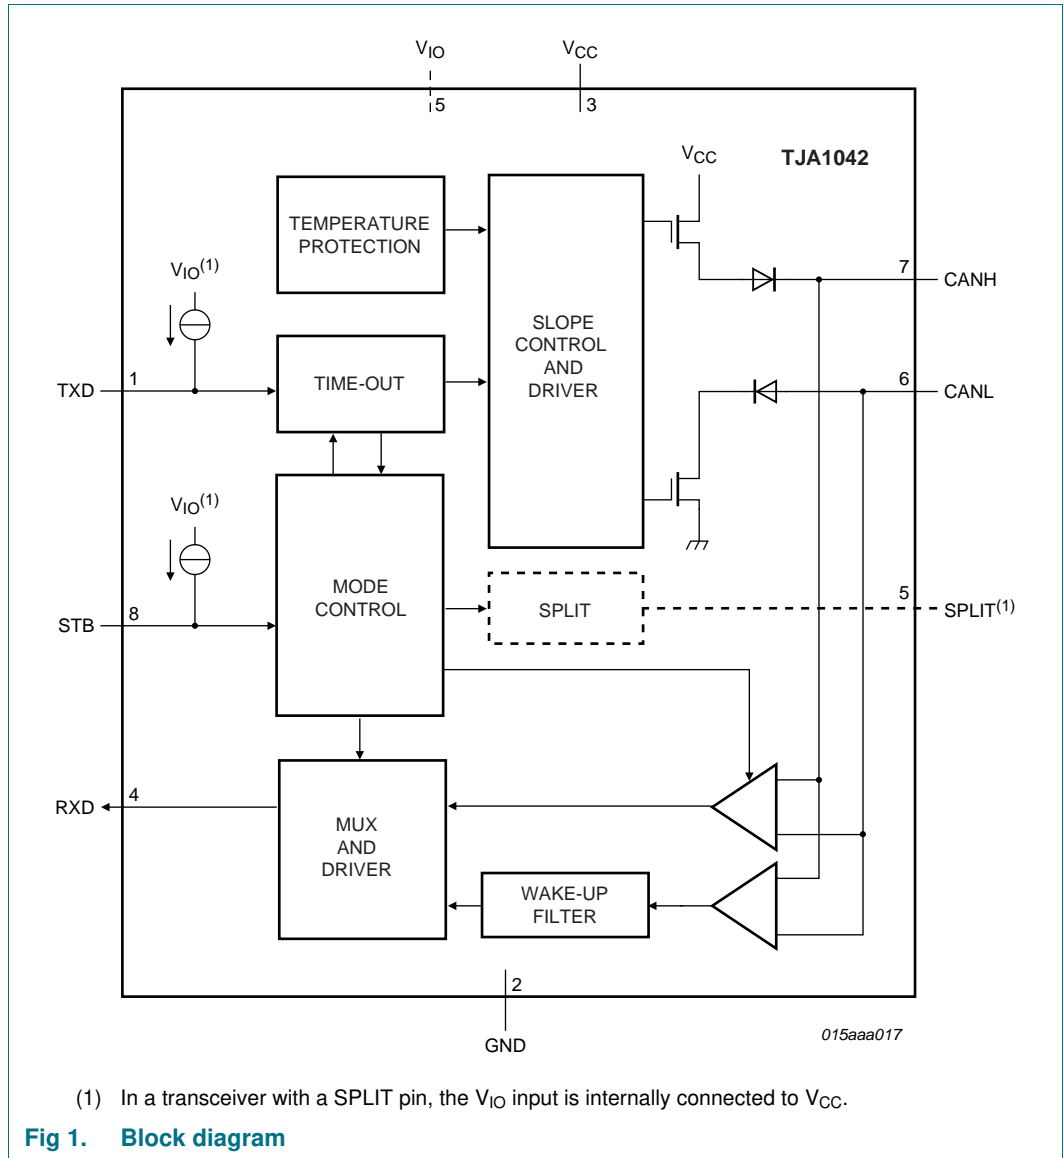 VIO
VCC
5
3
VCC
TJA1042
TEMPERATURE
PROTECTION
VIO(1)
7
CANH
SLOPE
CONTROL
AND
DRIVER
TXD
1
TIME-OUT
6
CANL
VIO(1)
MODE
CONTROL
SPLIT
5
SPLIT(1)
STB
8
RXD
4
MUX
AND
DRIVER
WAKE-UP
FILTER
2
GND
015aaa017
(1) In a transceiver with a SPLIT pin, the VIO input is internally connected to VCC.
Fig 1. Block diagram